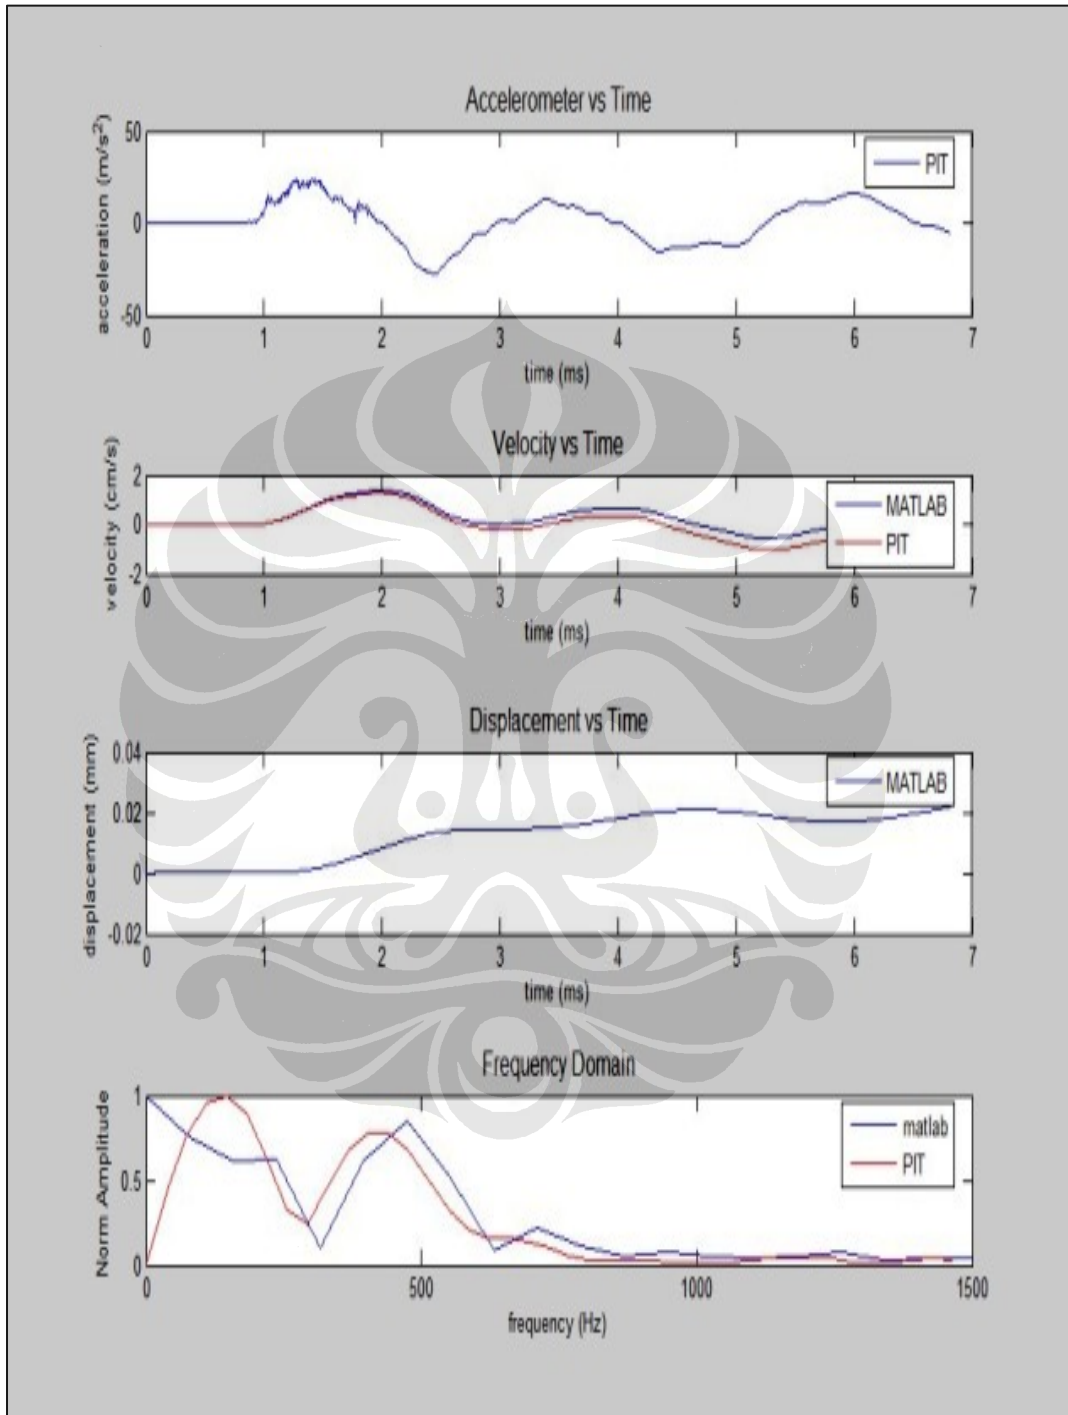 Accelerometer vs Time
acceleration (m/s²)
50
0
-50
PIT
0 1 2 3 4 5 6 7
time (ms)
Velocity vs Time
velocity (cm/s)
2
0
-2
MATLAB
PIT
0 1 2 3 4 5 6 7
time (ms)
Displacement vs Time
displacement (mm)
0.04
0.02
0
-0.02
MATLAB
0 1 2 3 4 5 6 7
time (ms)
Frequency Domain
Norm Amplitude
1
0.5
0
matlab
PIT
0 500 1000 1500
frequency (Hz)